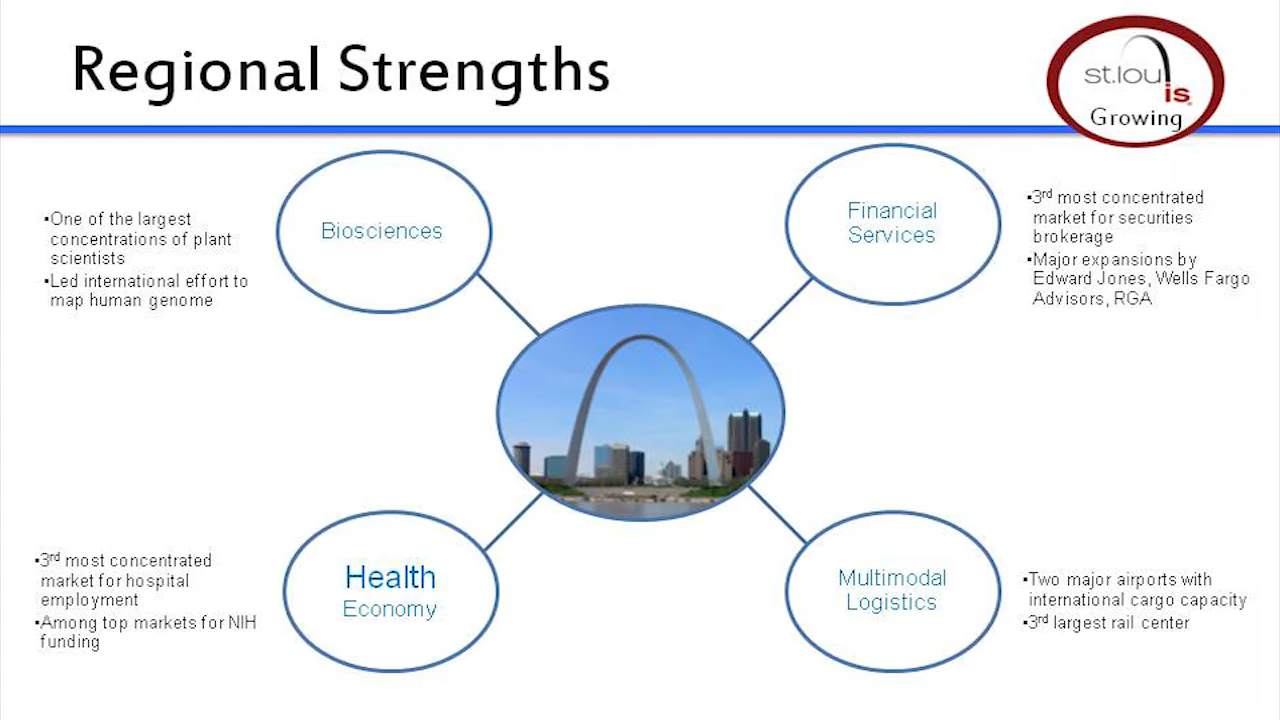 Regional Strengths
st.louis
Growing
Biosciences
▪One of the largest
concentrations of plant
scientists
▪Led international effort to
map human genome
Financial
Services
▪3rd most concentrated
market for securities
brokerage
▪Major expansions by
Edward Jones, Wells Fargo
Advisors, RGA
▪3rd most concentrated
market for hospital
employment
▪Among top markets for NIH
funding
Health
Economy
Multimodal
Logistics
▪Two major airports with
international cargo capacity
▪3rd largest rail center